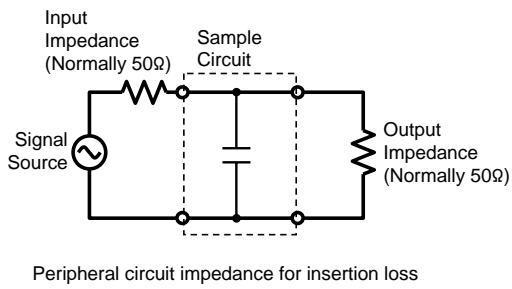 Input
Impedance
(Normally 50Ω)
Sample
Circuit
Signal
Source
Output
Impedance
(Normally 50Ω)
Peripheral circuit impedance for insertion loss